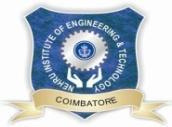 NEHRU INSTITUTE OF ENGINEERING & TECHNOLOGY
COIMBATORE